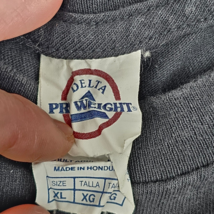 DELTA
PRO WEIGHT
MADE IN HONDU
SIZE TALLA
XL XG G